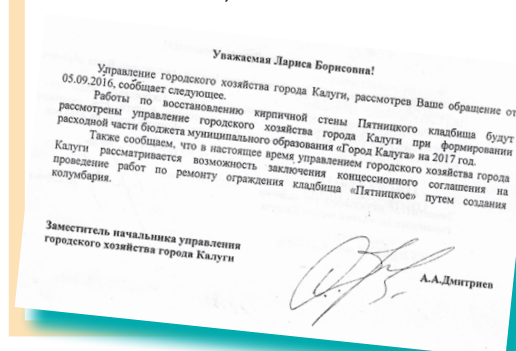 Уважаемая Лариса Борисовна!
Управление городского хозяйства города Калуги, рассмотрев Ваше обращение от
05.09.2016, сообщает следующее.
Работы по восстановлению кирпичной стены Пятницкого кладбища будут
рассмотрены управление городского хозяйства города Калуги при формировании
расходной части бюджета муниципального образования «Город Калуга» на 2017 год.
Также сообщаем, что в настоящее время управлением городского хозяйства города
Калуги рассматривается возможность заключения концессионного соглашения на
проведение работ по ремонту ограждения кладбища «Пятницкое» путем создания
колумбария.
Заместитель начальника управления
городского хозяйства города Калуги
А.А.Дмитриев